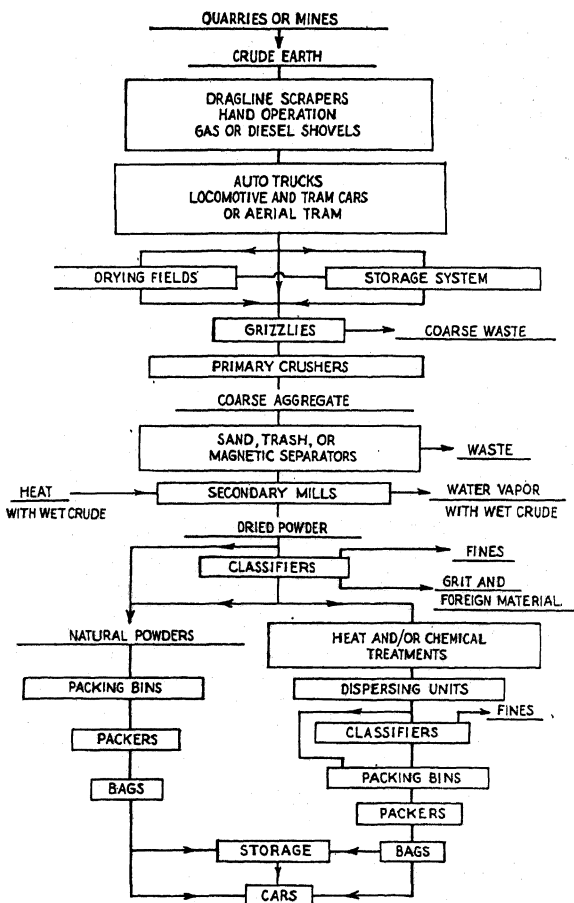 QUARRIES OR MINES
CRUDE EARTH
DRAGLINE SCRAPERS
HAND OPERATION
GAS OR DIESEL SHOVELS
AUTO TRUCKS
LOCOMOTIVE AND TRAM CARS
OR AERIAL TRAM
DRYING FIELDS
STORAGE SYSTEM
GRIZZLIES
COARSE WASTE
PRIMARY CRUSHERS
COARSE AGGREGATE
SAND, TRASH, OR
MAGNETIC SEPARATORS
WASTE
HEAT
WITH WET CRUDE
SECONDARY MILLS
WATER VAPOR
WITH WET CRUDE
DRIED POWDER
CLASSIFIERS
FINES
GRIT AND
FOREIGN MATERIAL
NATURAL POWDERS
HEAT AND/OR CHEMICAL
TREATMENTS
PACKING BINS
DISPERSING UNITS
FINES
CLASSIFIERS
PACKERS
PACKING BINS
BAGS
PACKERS
STORAGE
BAGS
CARS